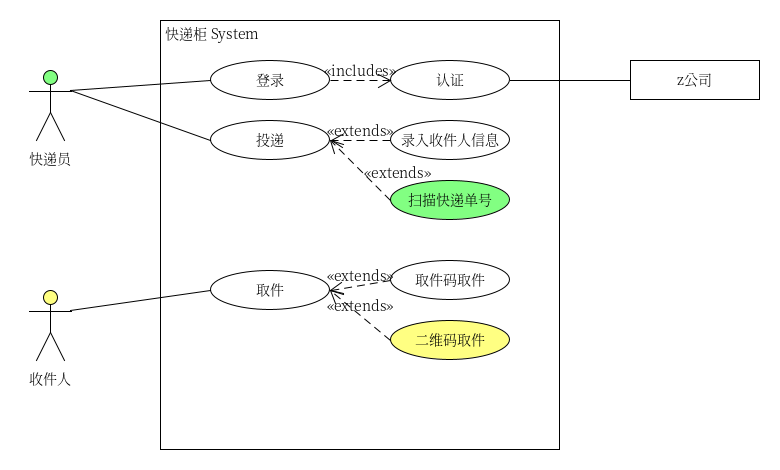 快递柜 System
登录
«includes»
认证
z公司
投递
«extends»
录入收件人信息
快递员
«extends»
扫描快递单号
取件
«extends»
取件码取件
«extends»
二维码取件
收件人